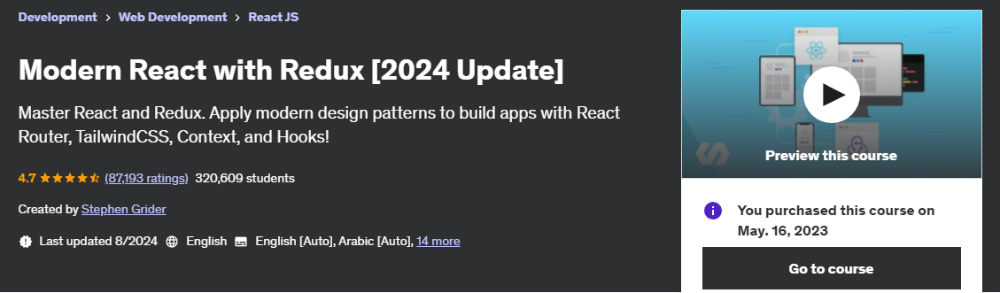 Development > Web Development > React JS
Modern React with Redux [2024 Update]
Master React and Redux. Apply modern design patterns to build apps with React
Router, TailwindCSS, Context, and Hooks!
4.7 (87,193 ratings) 320,609 students
Created by Stephen Grider
Last updated 8/2024 English English [Auto], Arabic [Auto], 14 more
Preview this course
You purchased this course on
May. 16, 2023
Go to course